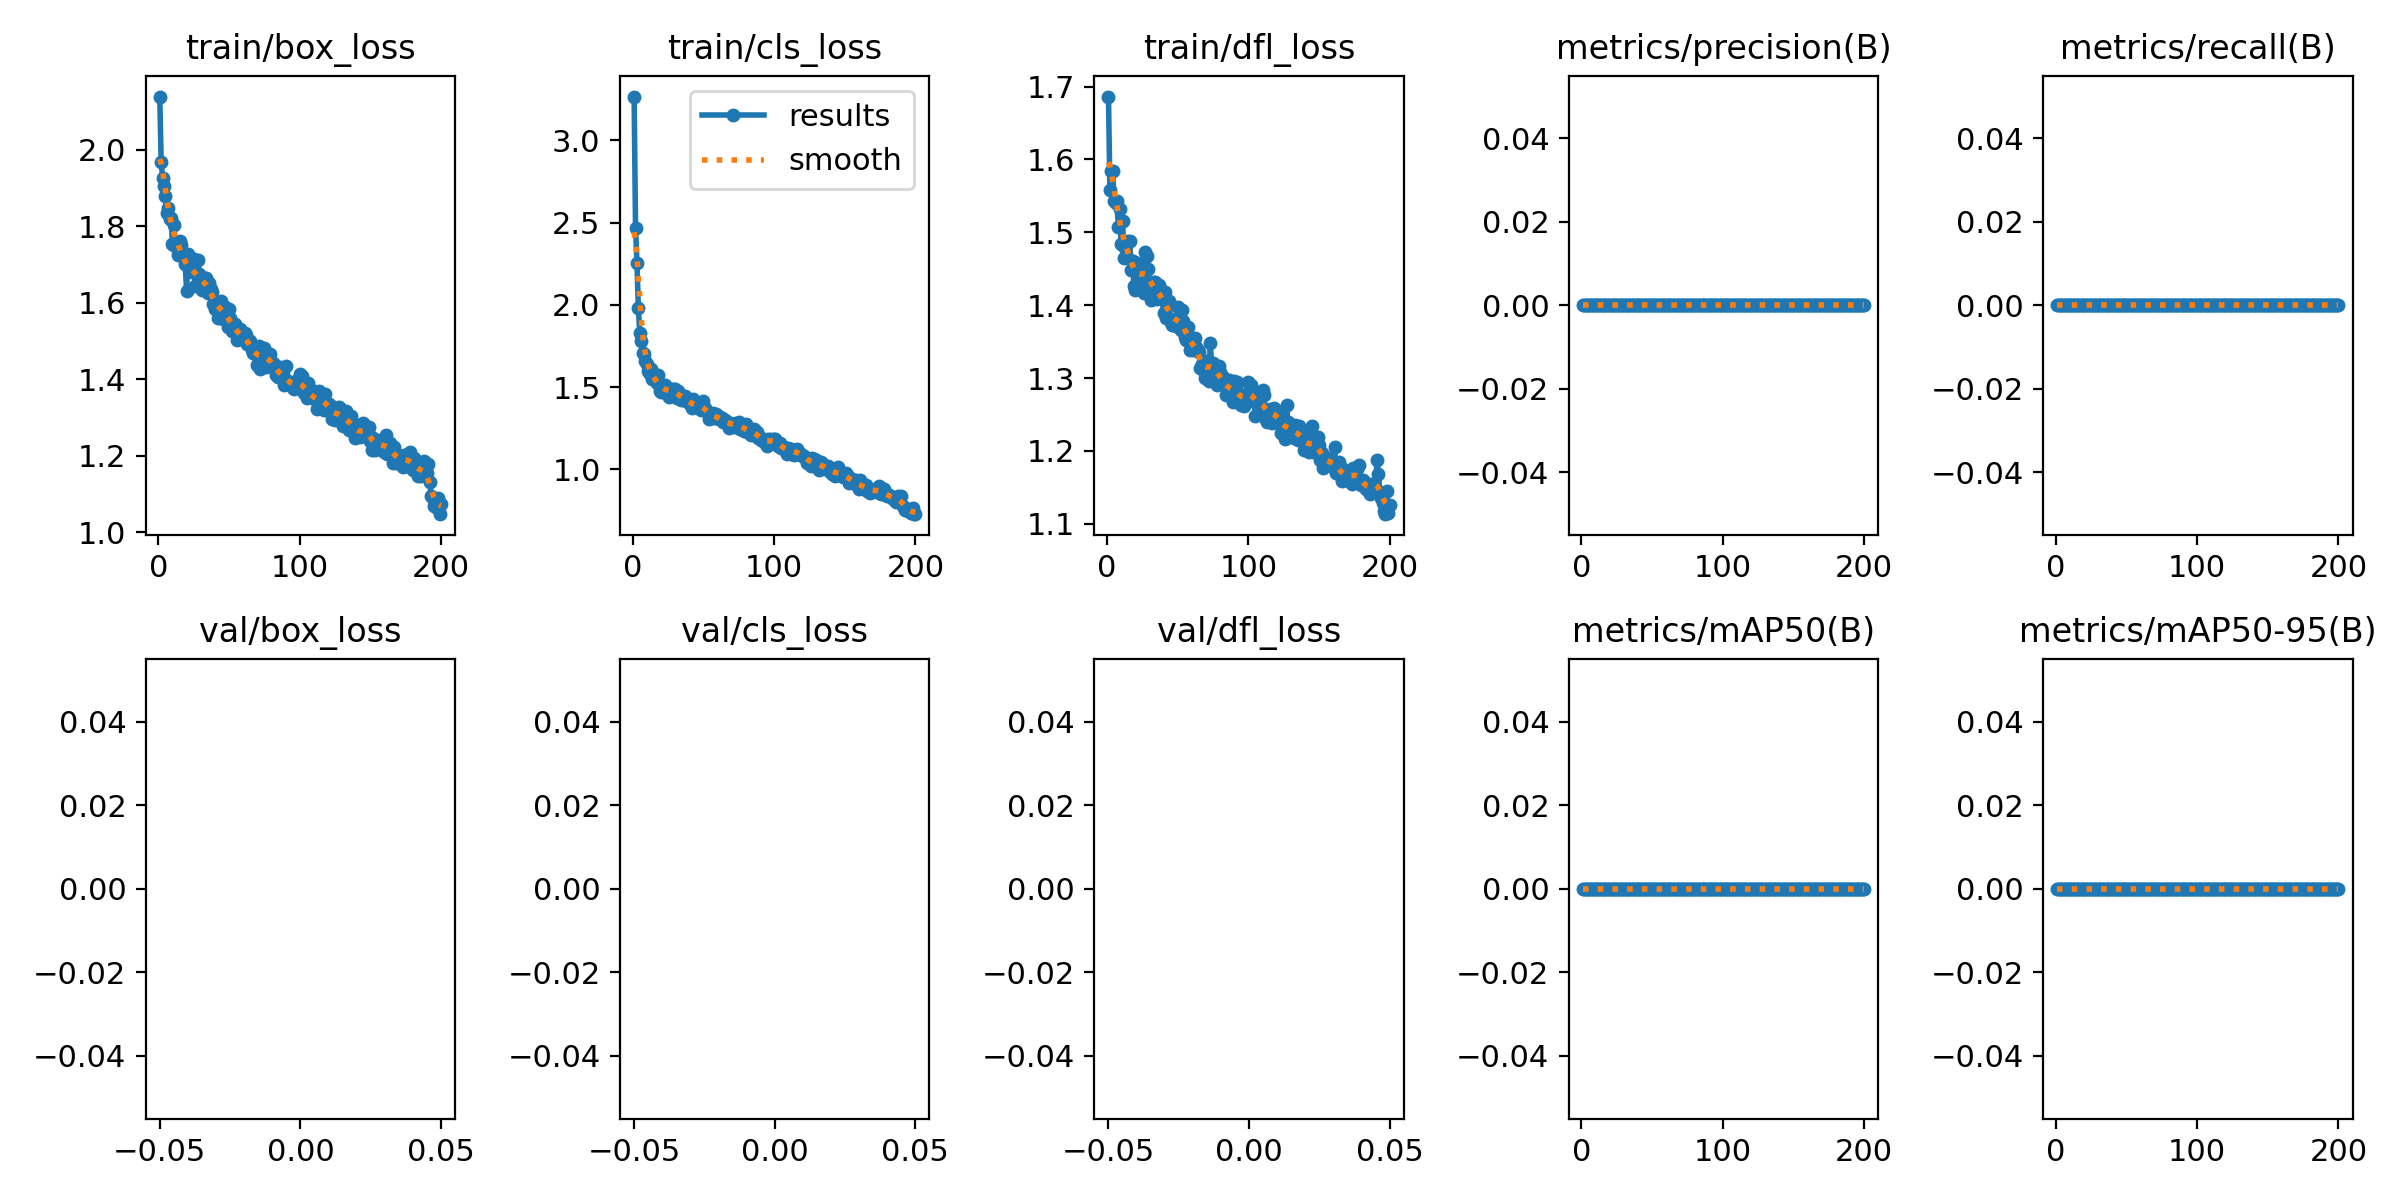 train/box_loss
train/cls_loss
train/dfl_loss
metrics/precision(B)
metrics/recall(B)
2.0
1.8
1.6
1.4
1.2
1.0
0 100 200
3.0
2.5
2.0
1.5
1.0
0 100 200
results
smooth
1.7
1.6
1.5
1.4
1.3
1.2
1.1
0 100 200
0.04
0.02
0.00
−0.02
−0.04
0 100 200
0.04
0.02
0.00
−0.02
−0.04
0 100 200
val/box_loss
val/cls_loss
val/dfl_loss
metrics/mAP50(B)
metrics/mAP50-95(B)
0.04
0.02
0.00
−0.02
−0.04
−0.05 0.00 0.05
0.04
0.02
0.00
−0.02
−0.04
−0.05 0.00 0.05
0.04
0.02
0.00
−0.02
−0.04
−0.05 0.00 0.05
0.04
0.02
0.00
−0.02
−0.04
0 100 200
0.04
0.02
0.00
−0.02
−0.04
0 100 200